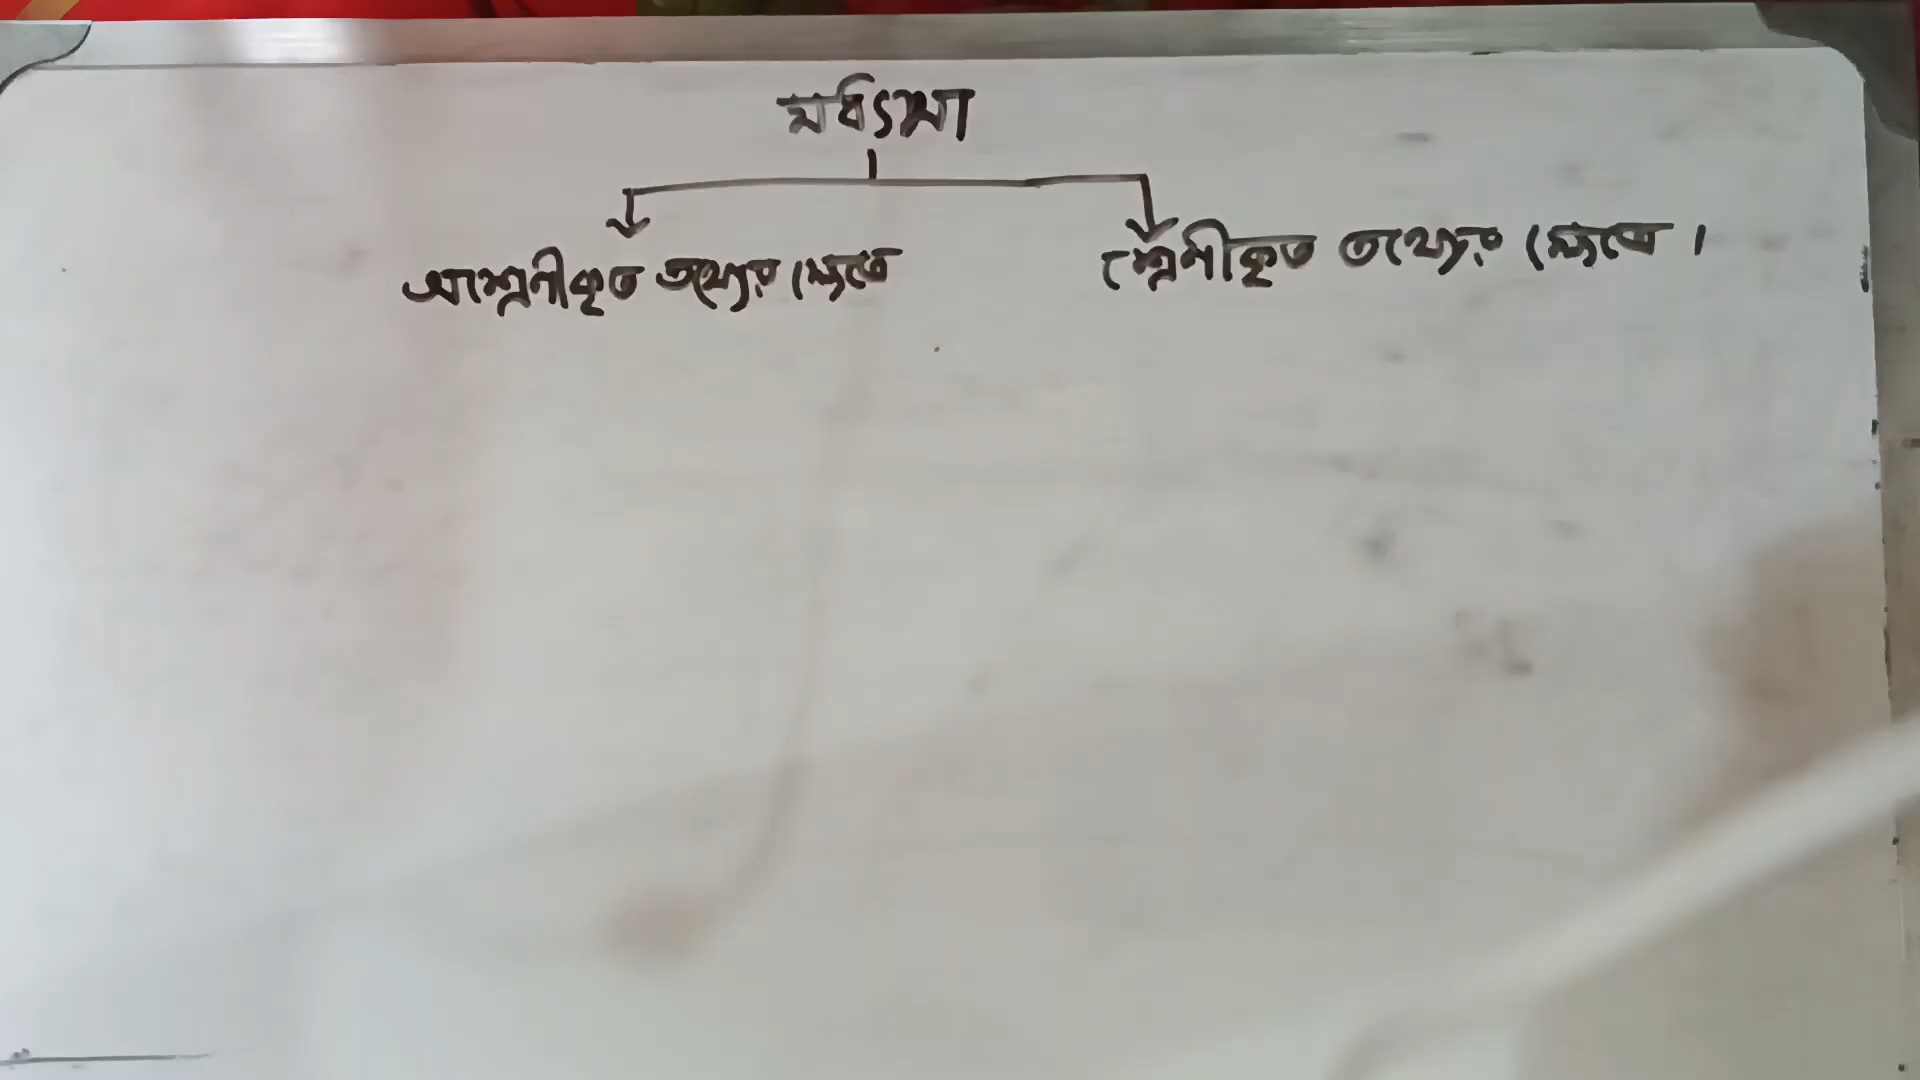 মধ্যমা
অশ্রেনীকৃত তথ্যের ক্ষেত্রে
শ্রেনীকৃত তথ্যের ক্ষেত্রে ।